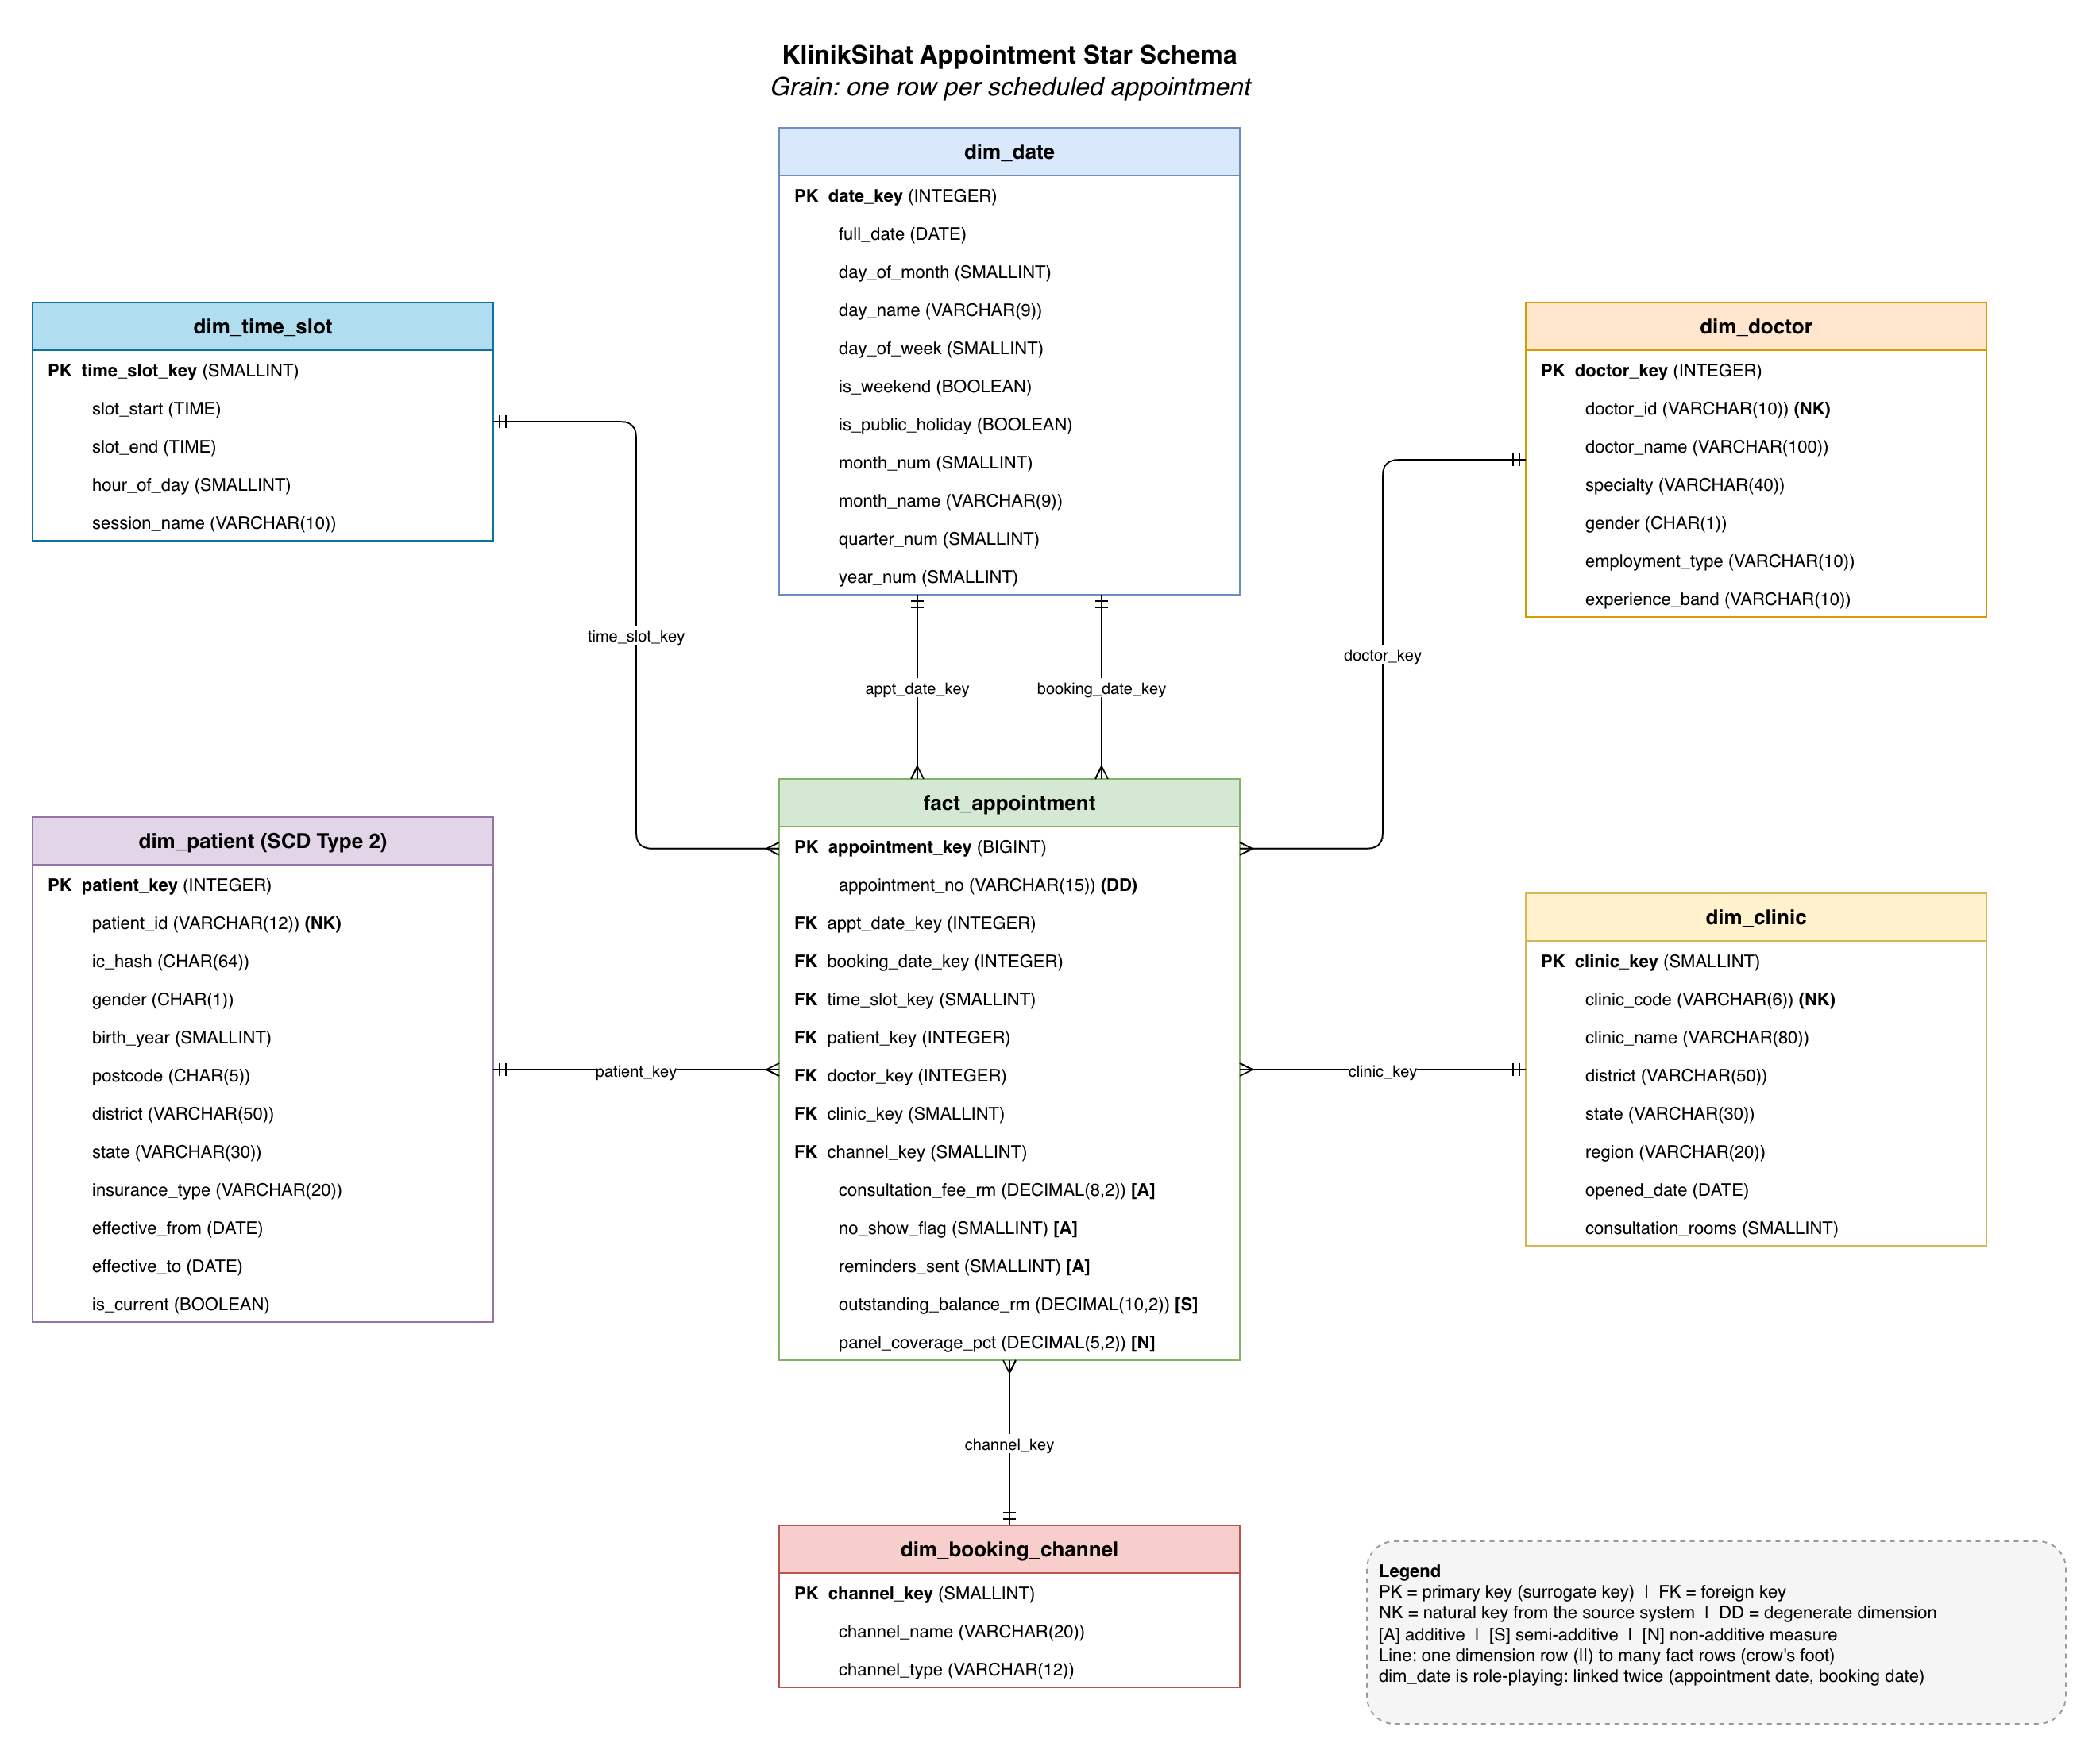 KlinikSihat Appointment Star Schema
Grain: one row per scheduled appointment
dim_date
PK date_key (INTEGER)
full_date (DATE)
day_of_month (SMALLINT)
day_name (VARCHAR(9))
day_of_week (SMALLINT)
is_weekend (BOOLEAN)
is_public_holiday (BOOLEAN)
month_num (SMALLINT)
month_name (VARCHAR(9))
quarter_num (SMALLINT)
year_num (SMALLINT)
dim_time_slot
PK time_slot_key (SMALLINT)
slot_start (TIME)
slot_end (TIME)
hour_of_day (SMALLINT)
session_name (VARCHAR(10))
dim_doctor
PK doctor_key (INTEGER)
doctor_id (VARCHAR(10)) (NK)
doctor_name (VARCHAR(100))
specialty (VARCHAR(40))
gender (CHAR(1))
employment_type (VARCHAR(10))
experience_band (VARCHAR(10))
time_slot_key
appt_date_key
booking_date_key
doctor_key
dim_patient (SCD Type 2)
PK patient_key (INTEGER)
patient_id (VARCHAR(12)) (NK)
ic_hash (CHAR(64))
gender (CHAR(1))
birth_year (SMALLINT)
postcode (CHAR(5))
district (VARCHAR(50))
state (VARCHAR(30))
insurance_type (VARCHAR(20))
effective_from (DATE)
effective_to (DATE)
is_current (BOOLEAN)
patient_key
fact_appointment
PK appointment_key (BIGINT)
appointment_no (VARCHAR(15)) (DD)
FK appt_date_key (INTEGER)
FK booking_date_key (INTEGER)
FK time_slot_key (SMALLINT)
FK patient_key (INTEGER)
FK doctor_key (INTEGER)
FK clinic_key (SMALLINT)
FK channel_key (SMALLINT)
consultation_fee_rm (DECIMAL(8,2)) [A]
no_show_flag (SMALLINT) [A]
reminders_sent (SMALLINT) [A]
outstanding_balance_rm (DECIMAL(10,2)) [S]
panel_coverage_pct (DECIMAL(5,2)) [N]
clinic_key
dim_clinic
PK clinic_key (SMALLINT)
clinic_code (VARCHAR(6)) (NK)
clinic_name (VARCHAR(80))
district (VARCHAR(50))
state (VARCHAR(30))
region (VARCHAR(20))
opened_date (DATE)
consultation_rooms (SMALLINT)
channel_key
dim_booking_channel
PK channel_key (SMALLINT)
channel_name (VARCHAR(20))
channel_type (VARCHAR(12))
Legend
PK = primary key (surrogate key) | FK = foreign key
NK = natural key from the source system | DD = degenerate dimension
[A] additive | [S] semi-additive | [N] non-additive measure
Line: one dimension row (||) to many fact rows (crow's foot)
dim_date is role-playing: linked twice (appointment date, booking date)